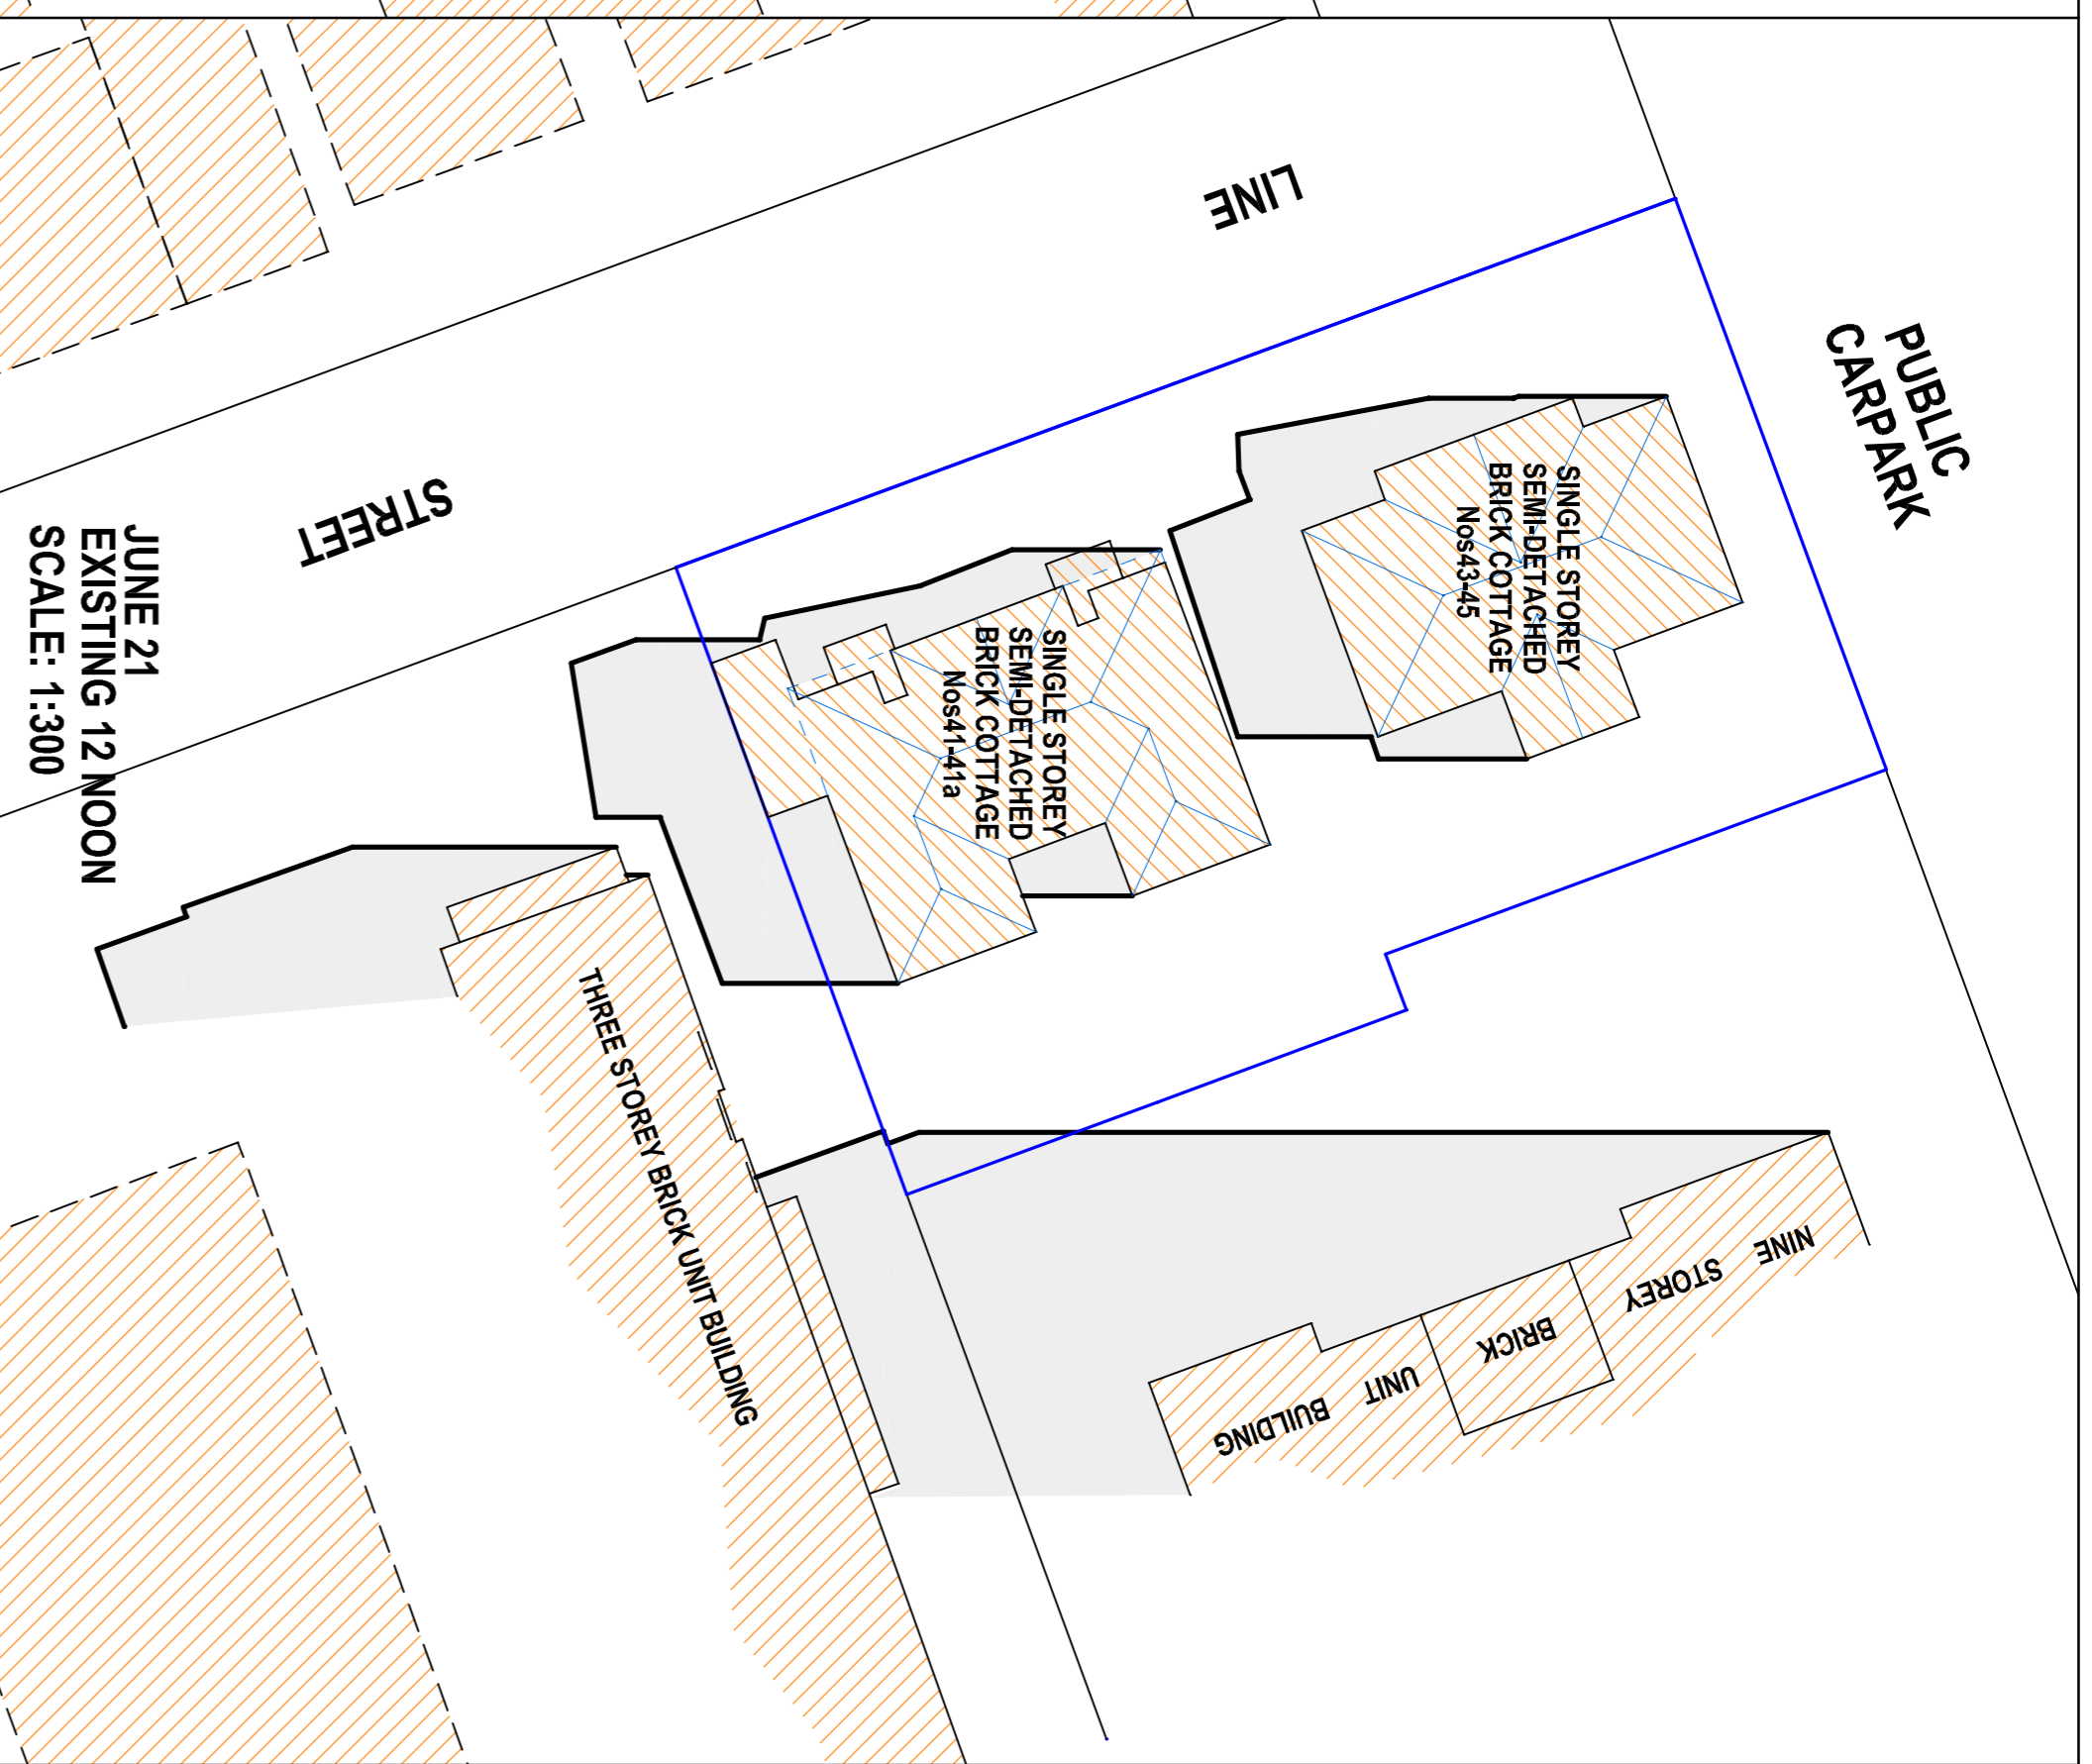 LINE
STREET
PUBLIC
CARPARK
SINGLE STOREY
SEMI-DETACHED
BRICK COTTAGE
Nos43-45
SINGLE STOREY
SEMI-DETACHED
BRICK COTTAGE
Nos41-41a
JUNE 21
EXISTING 12 NOON
SCALE: 1:300
THREE STOREY BRICK UNIT BUILDING
NINE STOREY BRICK UNIT BUILDING